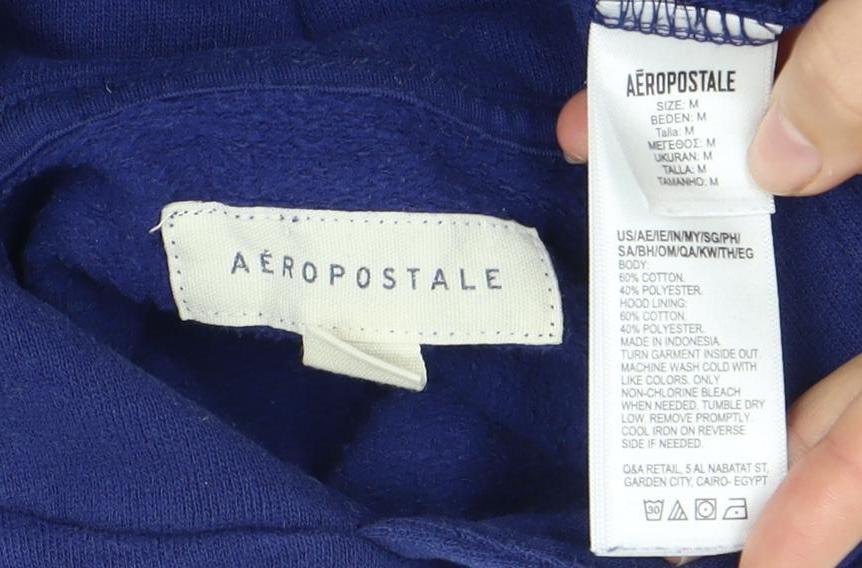 AÉROPOSTALE
AÉROPOSTALE
SIZE: M
BEDEN: M
Talla: M
ΜΕΓΕΘΟΣ: M
UKURAN: M
TALLA: M
TAMANHO: M
US/AE/IE/IN/MY/SG/PH/
SA/BH/OM/QA/KW/TH/EG
BODY:
60% COTTON.
40% POLYESTER.
HOOD LINING:
60% COTTON.
40% POLYESTER.
MADE IN INDONESIA.
TURN GARMENT INSIDE OUT.
MACHINE WASH COLD WITH
LIKE COLORS. ONLY
NON-CHLORINE BLEACH
WHEN NEEDED. TUMBLE DRY
LOW, REMOVE PROMPTLY.
COOL IRON ON REVERSE
SIDE IF NEEDED.
Q&A RETAIL, 5 AL NABATAT ST,
GARDEN CITY, CAIRO- EGYPT
30